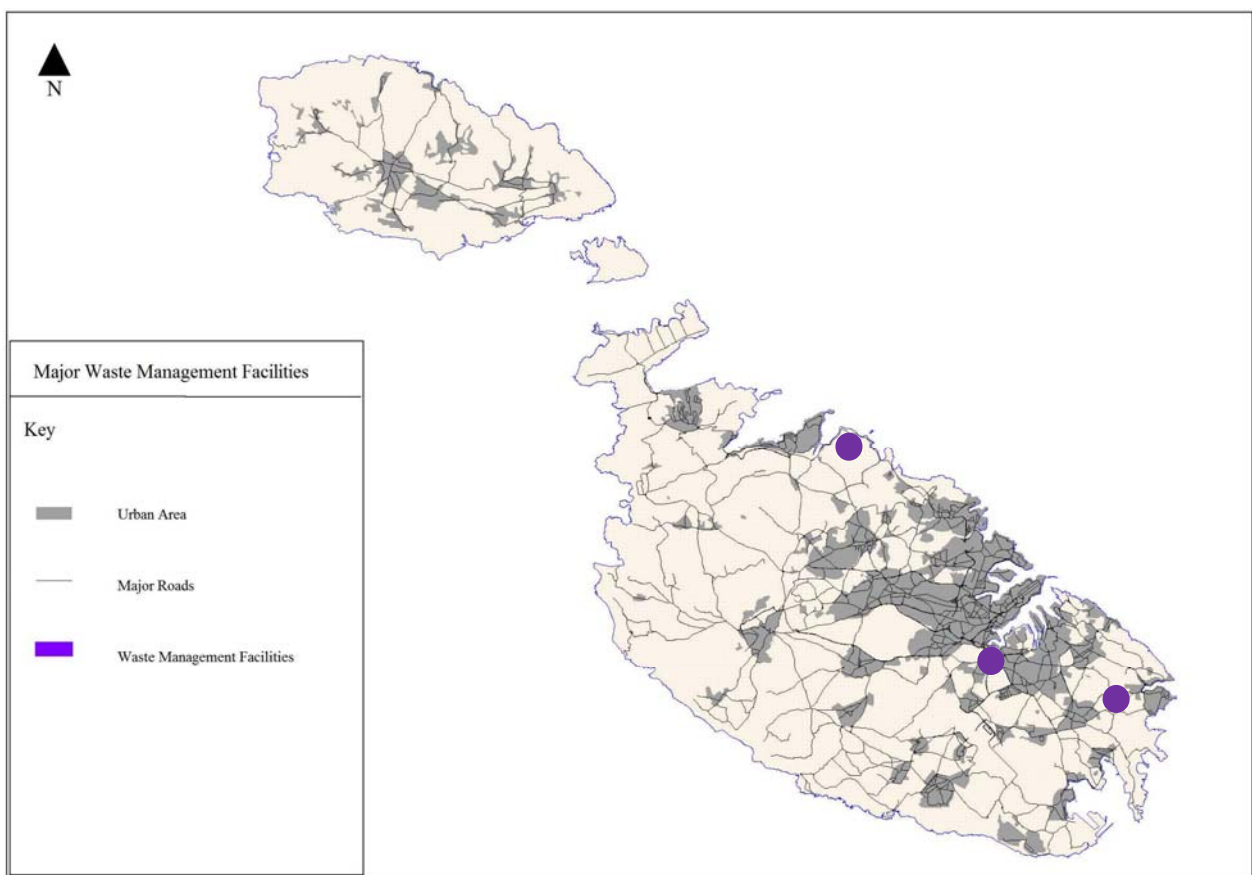 N
Major Waste Management Facilities
Key
Urban Area
Major Roads
Waste Management Facilities